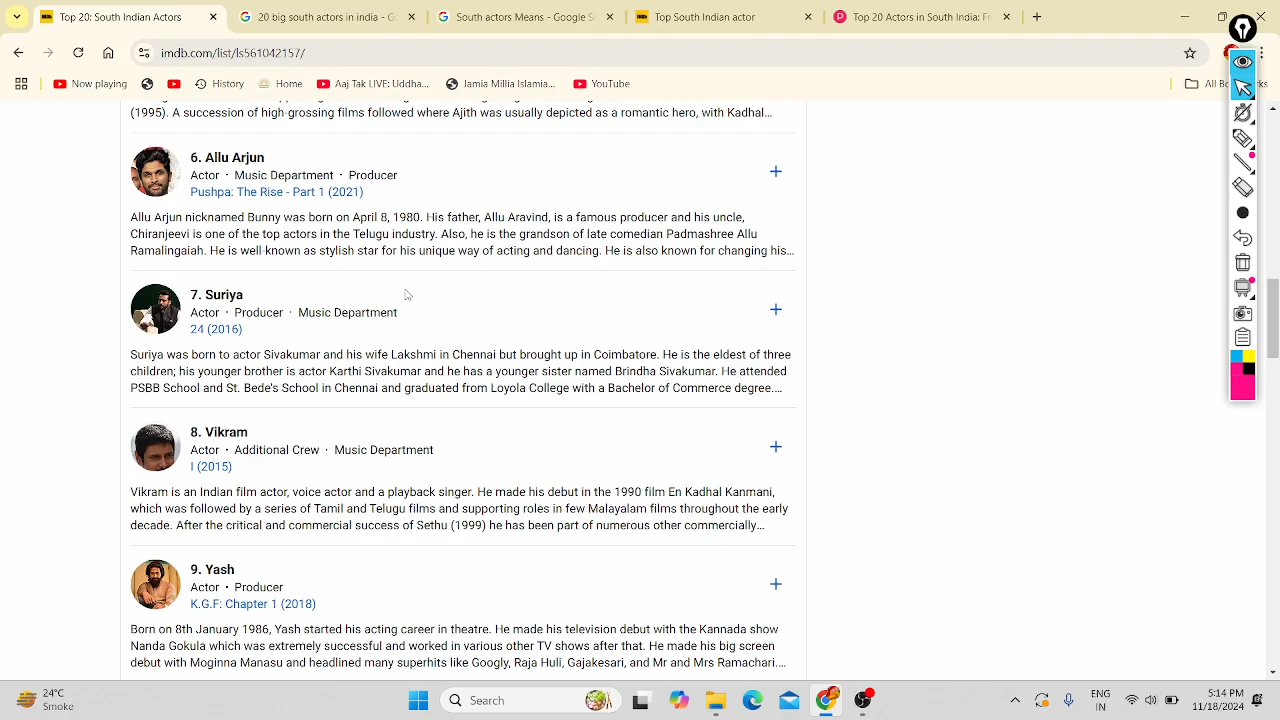 Top 20: South Indian Actors
20 big south actors in india - Go
South actors Means - Google S
Top South Indian actor
Top 20 Actors in South India: Fr
imdb.com/list/ls561042157/
Now playing
History
Home
Aaj Tak LIVE: Uddha...
Jamia Millia Islamia...
YouTube
All Bo
(1995). A succession of high-grossing films followed where Ajith was usually depicted as a romantic hero, with Kadhal...
6. Allu Arjun
Actor · Music Department · Producer
Pushpa: The Rise - Part 1 (2021)
Allu Arjun nicknamed Bunny was born on April 8, 1980. His father, Allu Aravind, is a famous producer and his uncle,
Chiranjeevi is one of the top actors in the Telugu industry. Also, he is the grandson of late comedian Padmashree Allu
Ramalingaiah. He is well-known as stylish star for his unique way of acting and dancing. He is also known for changing his...
7. Suriya
Actor · Producer · Music Department
24 (2016)
Suriya was born to actor Sivakumar and his wife Lakshmi in Chennai but brought up in Coimbatore. He is the eldest of three
children; his younger brother is actor Karthi Sivakumar and he has a younger sister named Brindha Sivakumar. He attended
PSBB School and St. Bede's School in Chennai and graduated from Loyola College with a Bachelor of Commerce degree....
8. Vikram
Actor · Additional Crew · Music Department
I (2015)
Vikram is an Indian film actor, voice actor and a playback singer. He made his debut in the 1990 film En Kadhal Kanmani,
which was followed by a series of Tamil and Telugu films and supporting roles in few Malayalam films throughout the early
decade. After the critical and commercial success of Sethu (1999) he has been part of numerous other commercially...
9. Yash
Actor · Producer
K.G.F: Chapter 1 (2018)
Born on 8th January 1986, Yash started his acting career in theatre. He made his television debut with the Kannada show
Nanda Gokula which was extremely successful and worked in various other TV shows after that. He made his big screen
debut with Moginna Manasu and headlined many superhits like Googly, Raja Huli, Gajakesari, and Mr and Mrs Ramachari....
24°C
Smoke
Search
ENG
IN
5:14 PM
11/18/2024